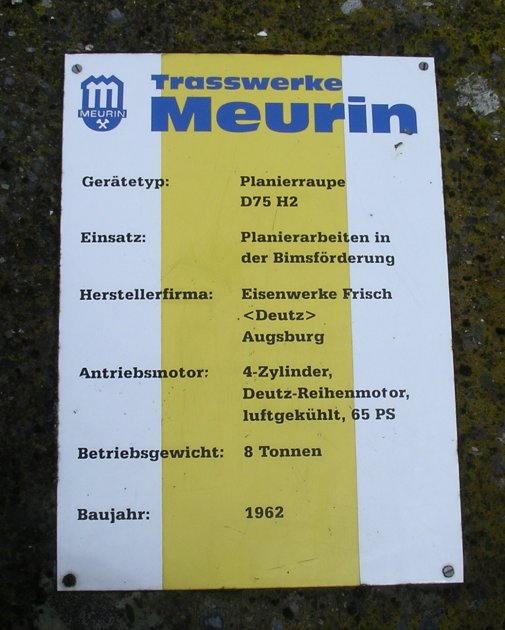 MEURIN
Trasswerke
Meurin
Gerätetyp: Planierraupe
D75 H2
Einsatz: Planierarbeiten in
der Bimsförderung
Herstellerfirma: Eisenwerke Frisch
<Deutz>
Augsburg
Antriebsmotor: 4-Zylinder,
Deutz-Reihenmotor,
luftgekühlt, 65 PS
Betriebsgewicht: 8 Tonnen
Baujahr: 1962